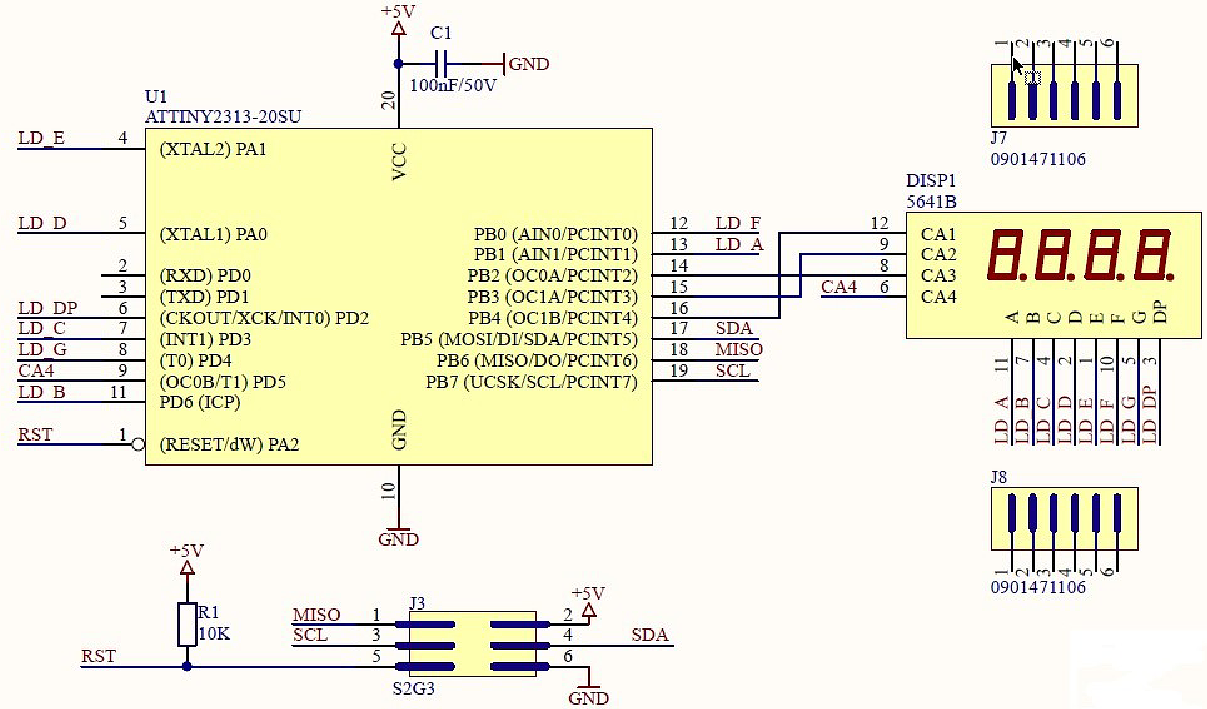 +5V
C1
GND
100nF/50V
20
U1
ATTINY2313-20SU
VCC
LD_E 4 (XTAL2) PA1
LD_D 5 (XTAL1) PA0
2 (RXD) PD0
3 (TXD) PD1
LD_DP 6 (CKOUT/XCK/INT0) PD2
LD_C 7 (INT1) PD3
LD_G 8 (T0) PD4
CA4 9 (OC0B/T1) PD5
LD_B 11 PD6 (ICP)
RST 1 (RESET/dW) PA2
PB0 (AIN0/PCINT0) 12 LD_F
PB1 (AIN1/PCINT1) 13 LD_A
PB2 (OC0A/PCINT2) 14
PB3 (OC1A/PCINT3) 15
PB4 (OC1B/PCINT4) 16
PB5 (MOSI/DI/SDA/PCINT5) 17 SDA
PB6 (MISO/DO/PCINT6) 18 MISO
PB7 (UCSK/SCL/PCINT7) 19 SCL
GND
10
GND
1 2 3 4 5 6
J7
0901471106
DISP1
5641B
12 CA1
9 CA2
8 CA3
CA4 6 CA4
8.8.8.8.
A B C D E F G DP
11 7 4 2 1 10 5 3
LD_A LD_B LD_C LD_D LD_E LD_F LD_G LD_DP
J8
1 2 3 4 5 6
0901471106
+5V
R1
10K
RST
J3
MISO 1
SCL 3
5
2 +5V
4 SDA
6
GND
S2G3